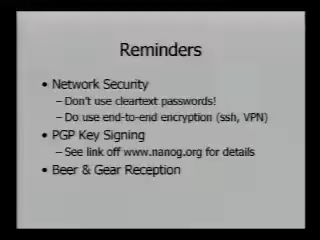 Reminders
• Network Security
– Don't use cleartext passwords!
– Do use end-to-end encryption (ssh, VPN)
• PGP Key Signing
– See link off www.nanog.org for details
• Beer & Gear Reception